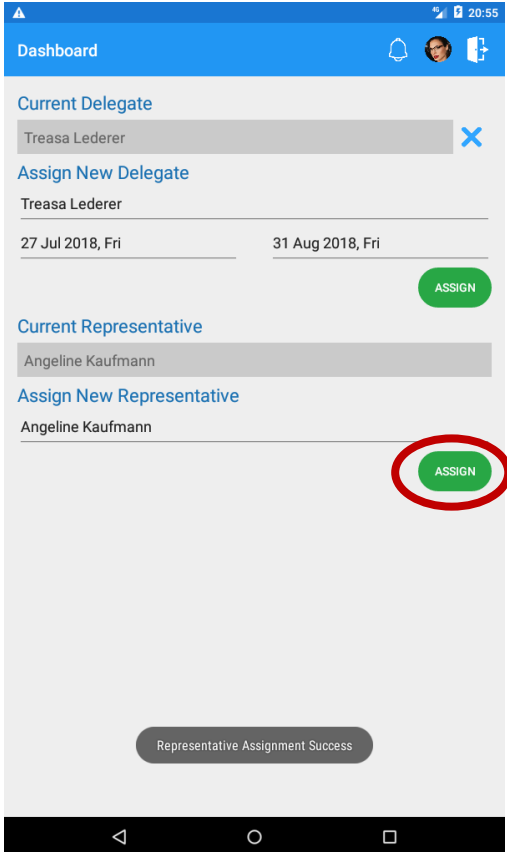 4G 20:55
Dashboard
Current Delegate
Treasa Lederer
Assign New Delegate
Treasa Lederer
27 Jul 2018, Fri 31 Aug 2018, Fri
ASSIGN
Current Representative
Angeline Kaufmann
Assign New Representative
Angeline Kaufmann
ASSIGN
Representative Assignment Success